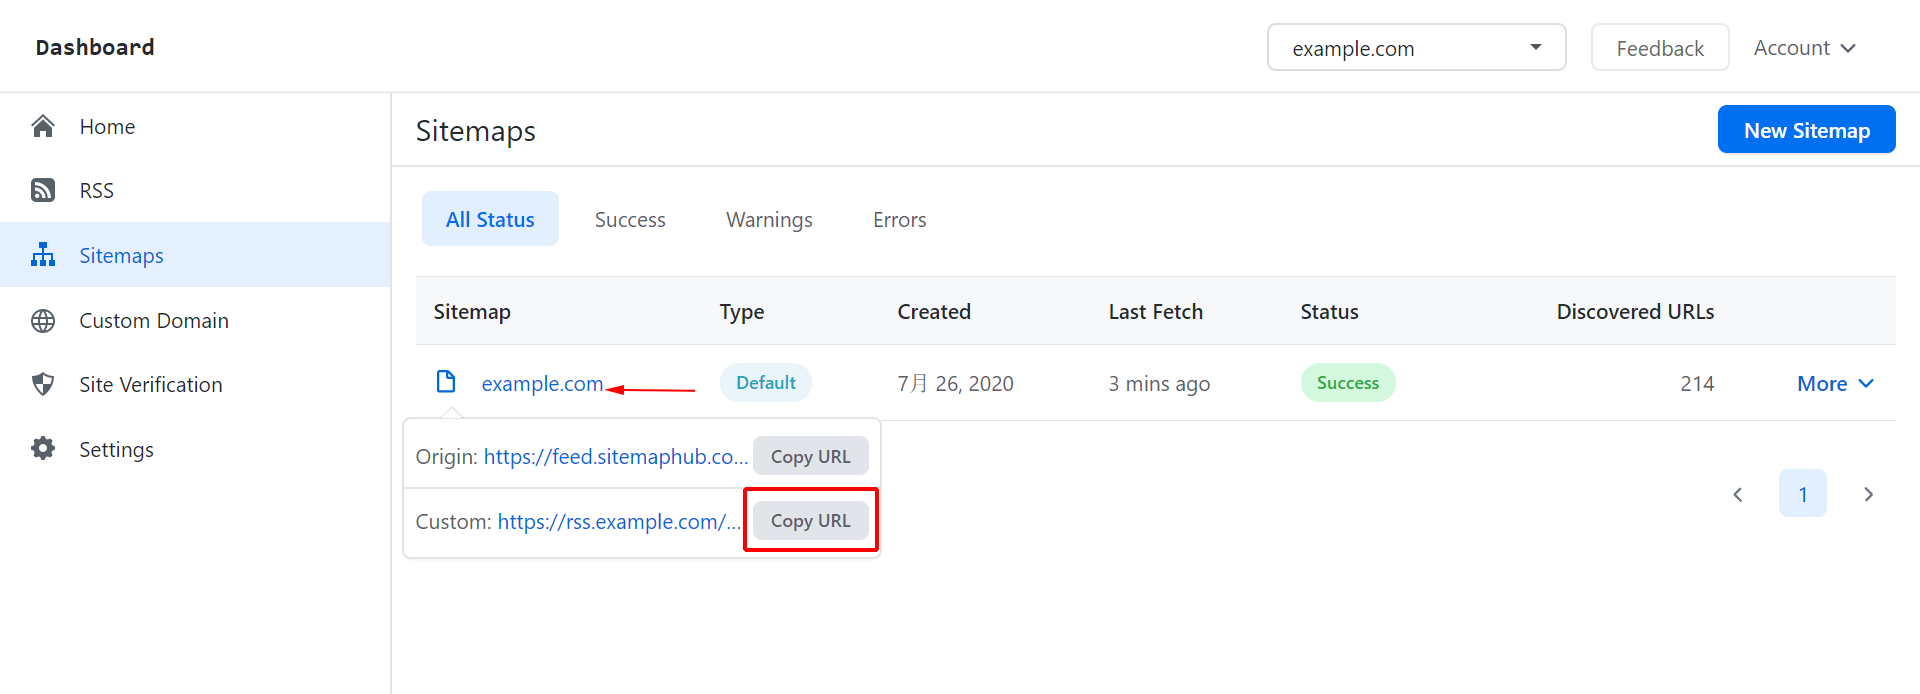 Dashboard
example.com
Feedback
Account
Home
RSS
Sitemaps
Custom Domain
Site Verification
Settings
Sitemaps
New Sitemap
All Status
Success
Warnings
Errors
Sitemap
Type
Created
Last Fetch
Status
Discovered URLs
example.com
Default
7月 26, 2020
3 mins ago
Success
214
More
Origin: https://feed.sitemaphub.co...
Copy URL
Custom: https://rss.example.com/...
Copy URL
1